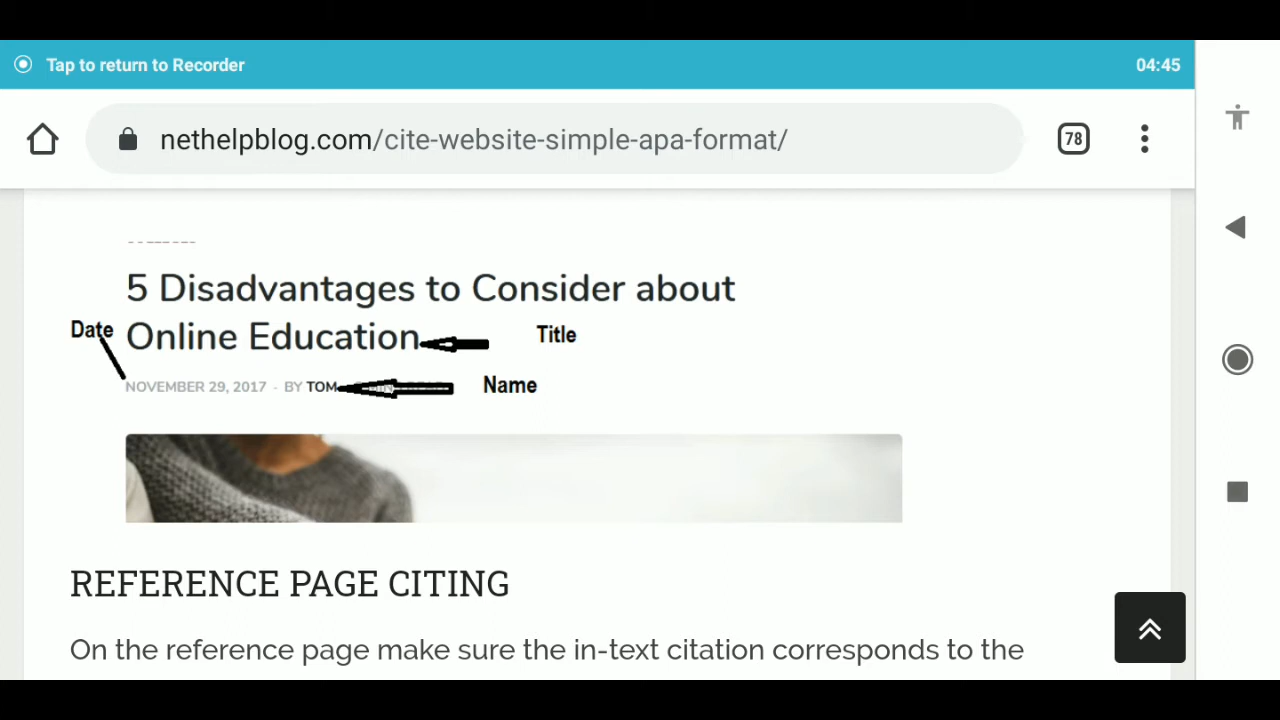 Tap to return to Recorder 04:45
nethelpblog.com/cite-website-simple-apa-format/ 78
5 Disadvantages to Consider about
Date Online Education Title
NOVEMBER 29, 2017 - BY TOM Name
REFERENCE PAGE CITING
On the reference page make sure the in-text citation corresponds to the